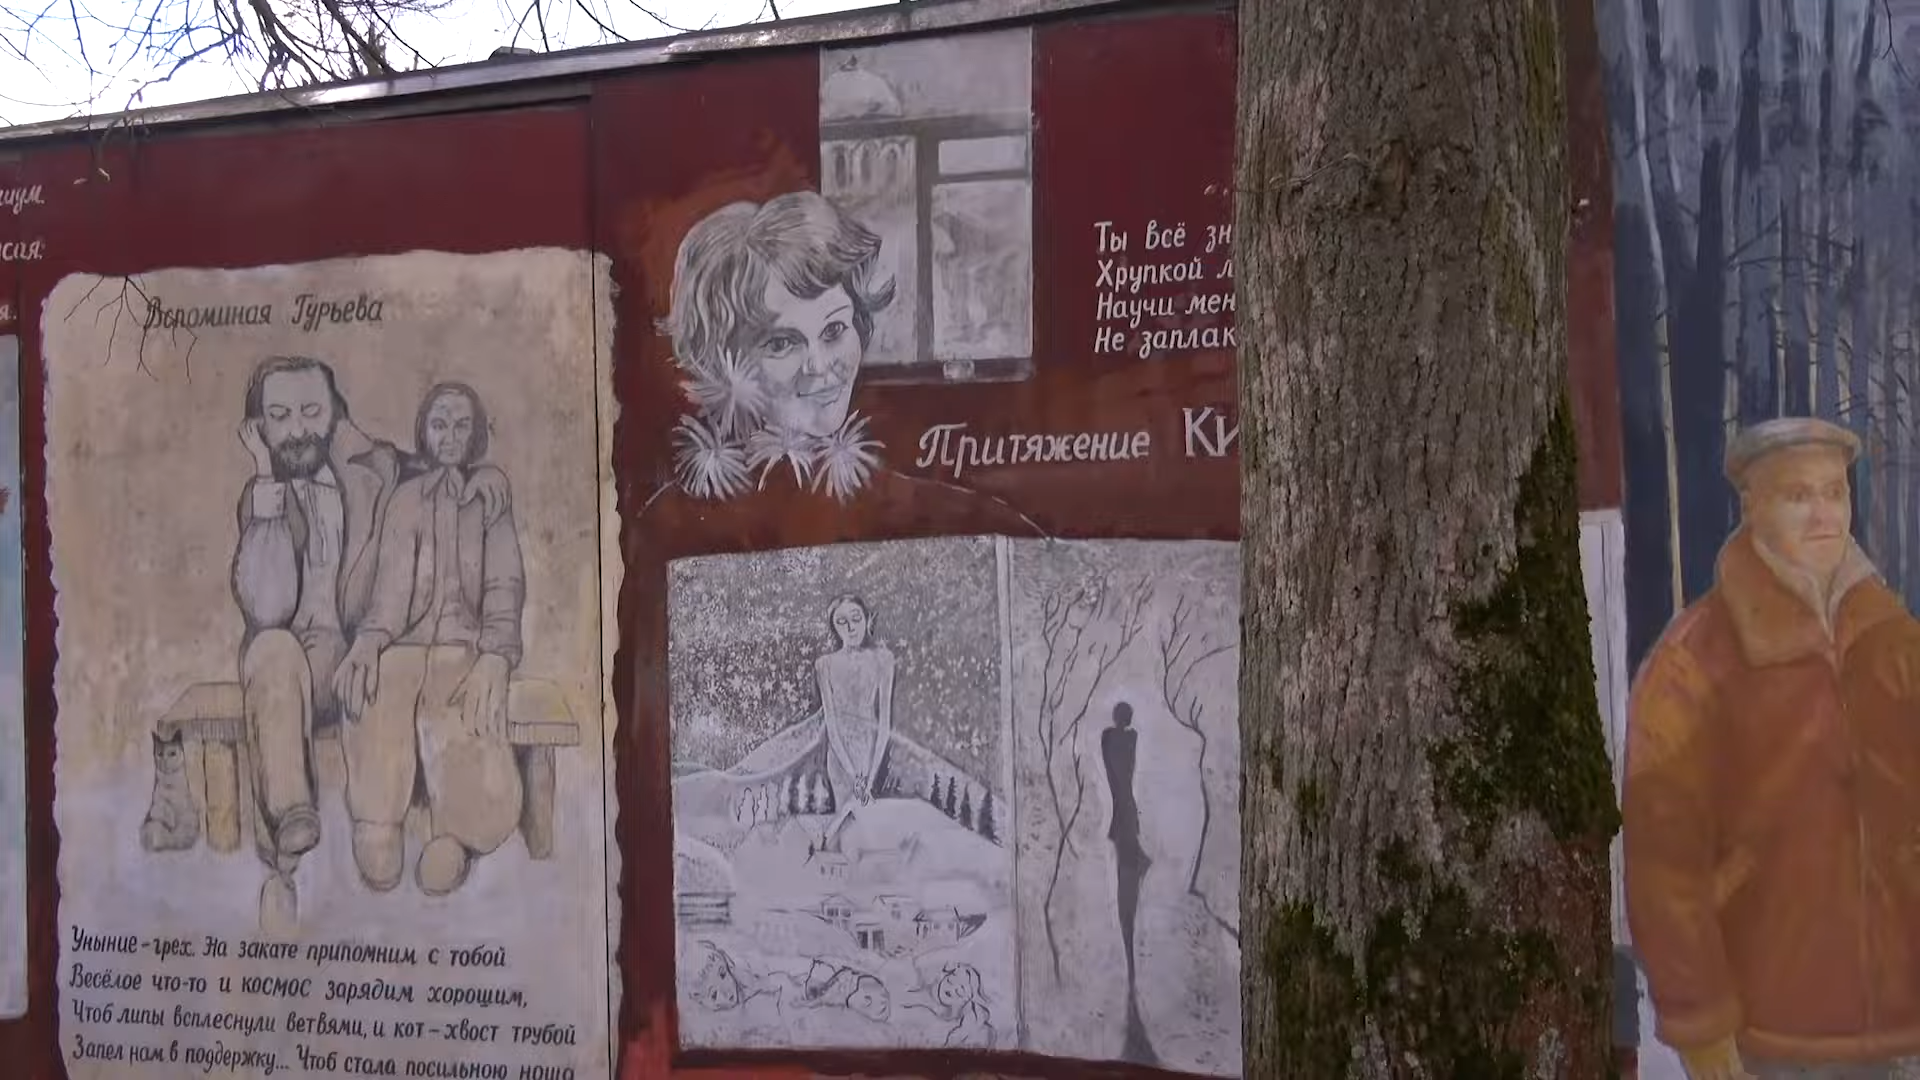 Вспоминая Гурьева
Уныние – грех. На закате припомним с тобой
Весёлое что-то и космос зарядим хорошим,
Чтоб липы всплеснули ветвями, и кот – хвост трубой
Запел нам в поддержку... Чтоб стала посильною ноша
Ты всё зн
Хрупкой л
Научи мен
Не заплак
Притяжение Ки